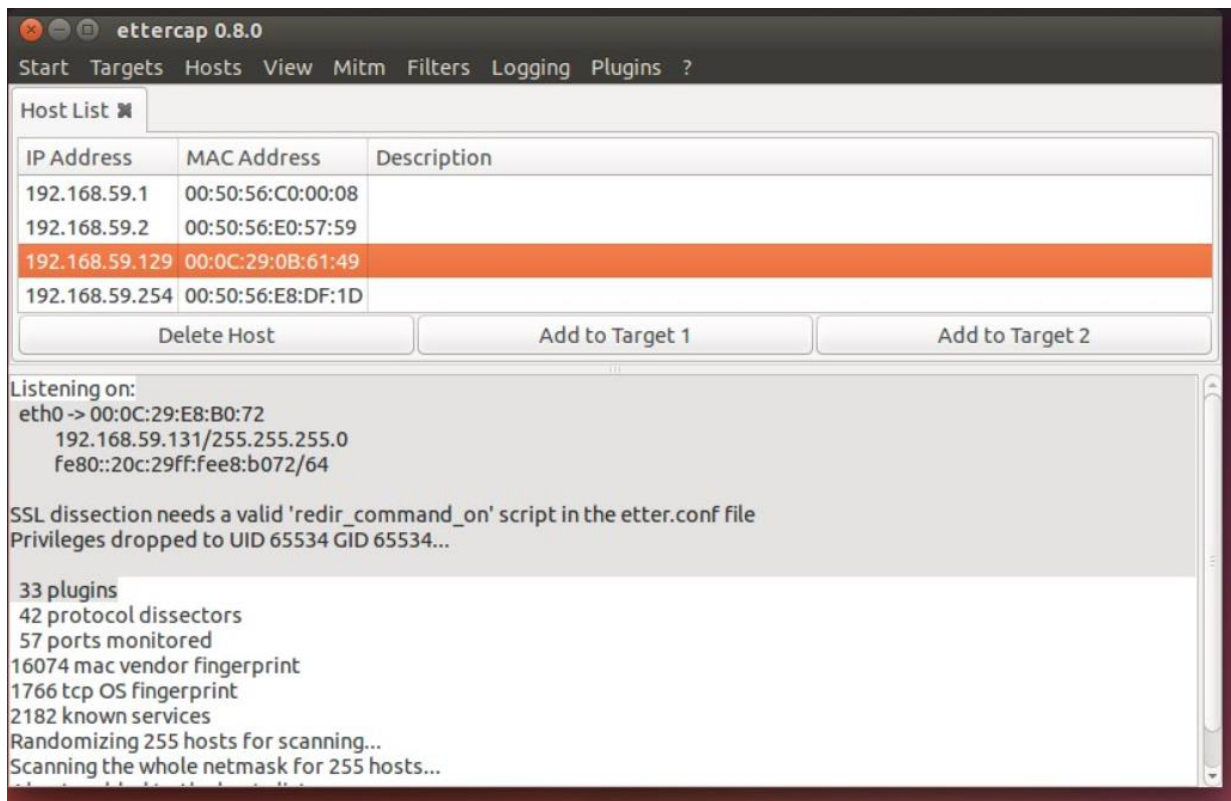 ettercap 0.8.0
Start Targets Hosts View Mitm Filters Logging Plugins ?
Host List
IP Address MAC Address Description
192.168.59.1 00:50:56:C0:00:08
192.168.59.2 00:50:56:E0:57:59
192.168.59.129 00:0C:29:0B:61:49
192.168.59.254 00:50:56:E8:DF:1D
Delete Host Add to Target 1 Add to Target 2
Listening on:
eth0 -> 00:0C:29:E8:B0:72
192.168.59.131/255.255.255.0
fe80::20c:29ff:fee8:b072/64
SSL dissection needs a valid 'redir_command_on' script in the etter.conf file
Privileges dropped to UID 65534 GID 65534...
33 plugins
42 protocol dissectors
57 ports monitored
16074 mac vendor fingerprint
1766 tcp OS fingerprint
2182 known services
Randomizing 255 hosts for scanning...
Scanning the whole netmask for 255 hosts...